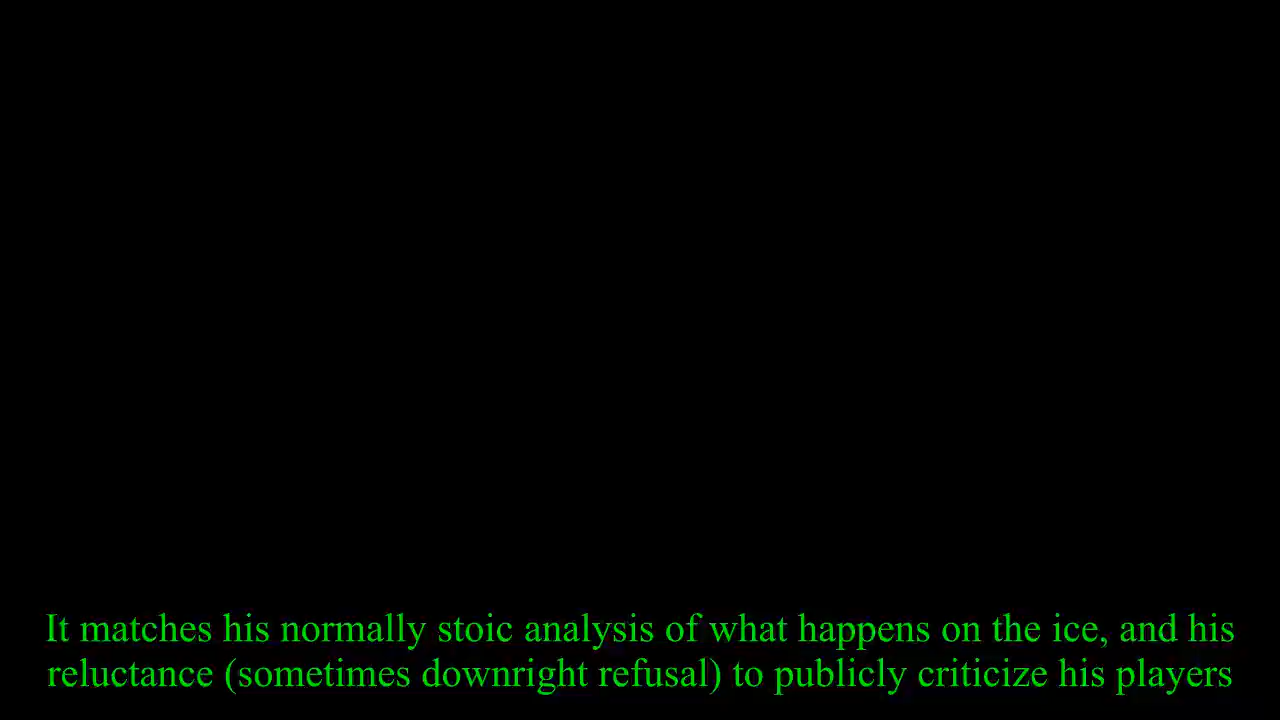 It matches his normally stoic analysis of what happens on the ice, and his
reluctance (sometimes downright refusal) to publicly criticize his players